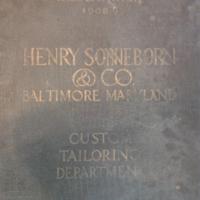 HENRY SONNEBORN
& CO.
BALTIMORE MARYLAND
CUSTOM
TAILORING
DEPARTMENT